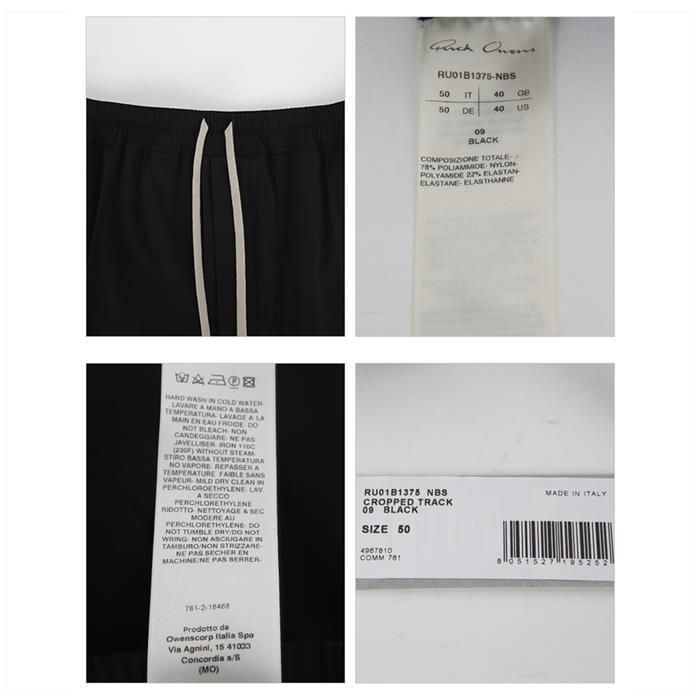 Rick Owens
RU01B1375-NBS
50 IT 40 GB
50 DE 40 US
09
BLACK
COMPOSIZIONE TOTALE-
78% POLIAMMIDE- NYLON-
POLYAMIDE 22% ELASTAN-
ELASTANE- ELASTHANNE
HAND WASH IN COLD WATER-
LAVARE A MANO A BASSA
TEMPERATURA- LAVAGE A LA
MAIN EN EAU FROIDE- DO
NOT BLEACH- NON
CANDEGGIARE- NE PAS
JAVELLISER- IRON 110C
(230F) WITHOUT STEAM-
STIRO BASSA TEMPERATURA
NO VAPORE- REPASSER A
TEMPERATURE FAIBLE SANS
VAPEUR- MILD DRY CLEAN IN
PERCHLOROETHYLENE- LAV.
A SECCO
PERCHLORETHYLENE
RIDOTTO- NETTOYAGE A SEC
MODERE AU
PERCHLORETHYLENE- DO
NOT TUMBLE DRY/DO NOT
WRING- NON ASCIUGARE IN
TAMBURO/NON STRIZZARE-
NE PAS SECHER EN
MACHINE/NE PAS SERRER-
781-2-18468
Prodotto da
Owenscorp Italia Spa
Via Agnini, 15 41033
Concordia s/S
(MO)
RU01B1375 NBS
CROPPED TRACK
09 BLACK
MADE IN ITALY
SIZE 50
4967810
COMM 781
8 051527 195252